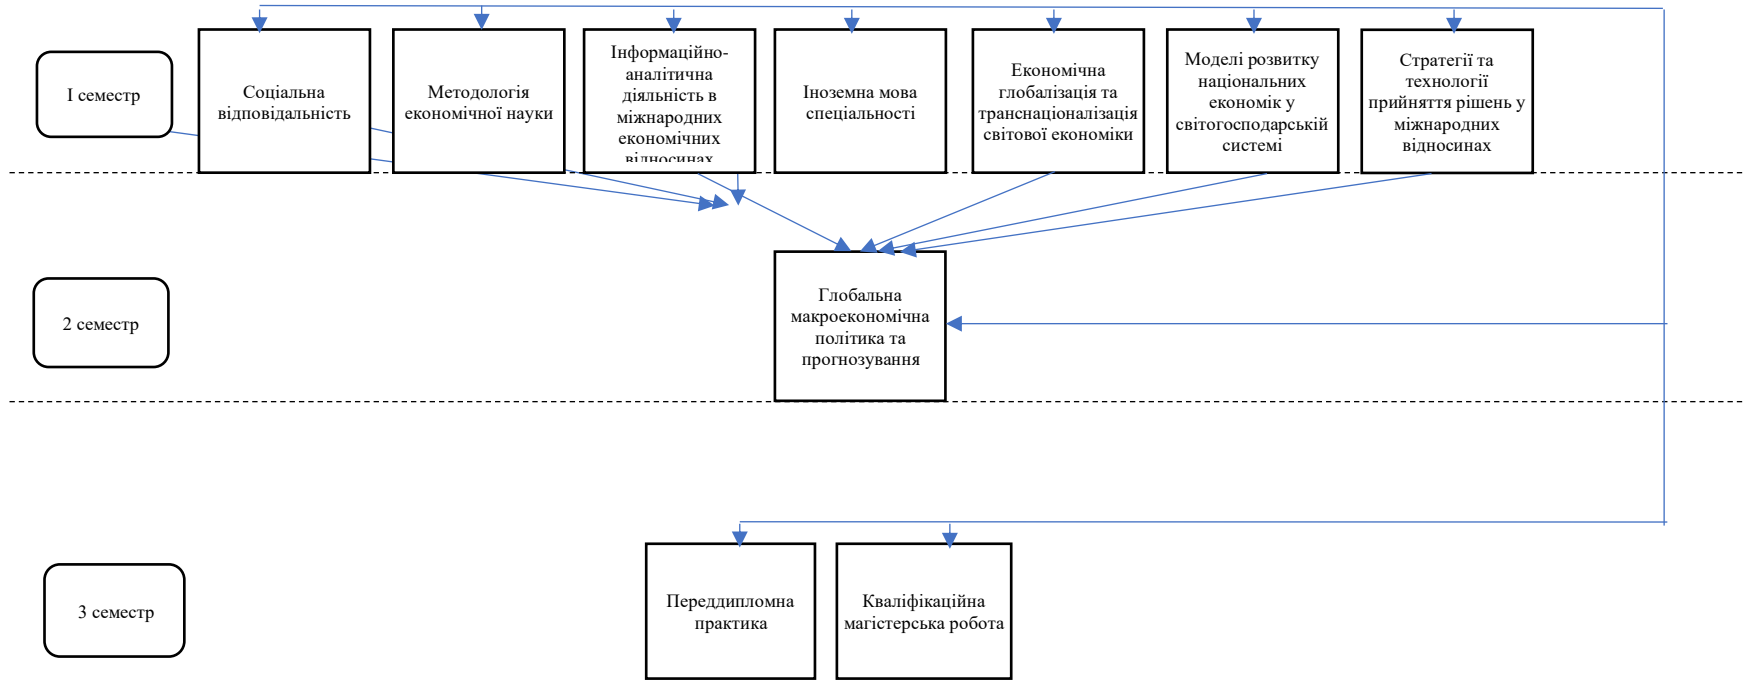 І семестр
Соціальна
відповідальність
Методологія
економічної науки
Інформаційно-
аналітична
діяльність в
міжнародних
економічних
відносинах
Іноземна мова
спеціальності
Економічна
глобалізація та
транснаціоналізація
світової економіки
Моделі розвитку
національних
економік у
світогосподарській
системі
Стратегії та
технології
прийняття рішень у
міжнародних
відносинах
2 семестр
Глобальна
макроекономічна
політика та
прогнозування
3 семестр
Переддипломна
практика
Кваліфікаційна
магістерська робота